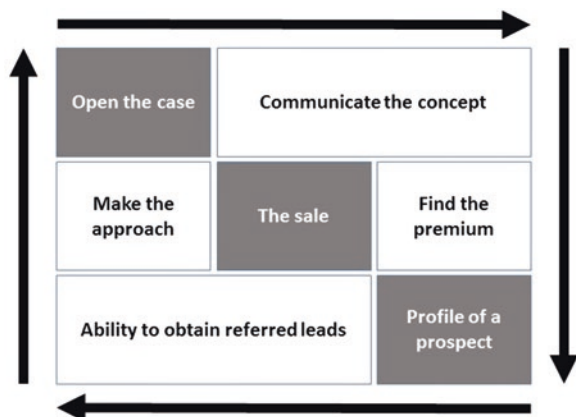 Open the case
Communicate the concept
Make the
approach
The sale
Find the
premium
Ability to obtain referred leads
Profile of a
prospect